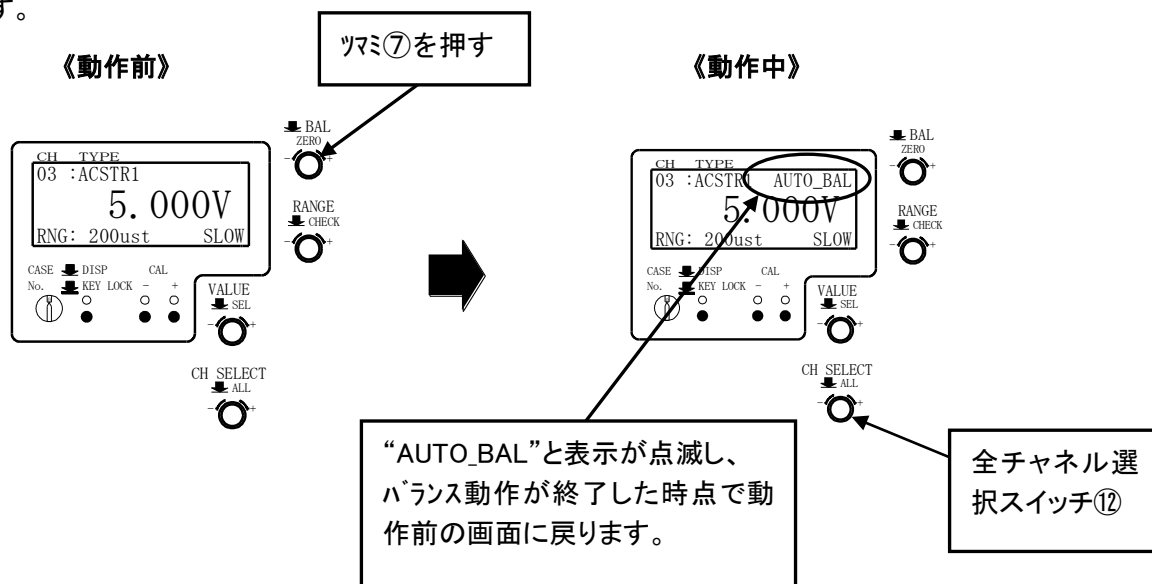 す。
ﾂﾏﾐ⑦を押す
《動作前》
《動作中》
BAL
ZERO
- +
RANGE
CHECK
- +
CH TYPE
03 :ACSTR1
5.000V
RNG: 200ust SLOW
CASE DISP CAL
No. KEY LOCK - +
VALUE
SEL
- +
CH SELECT
ALL
- +
BAL
ZERO
- +
RANGE
CHECK
- +
CH TYPE
03 :ACSTR1 AUTO_BAL
5.000V
RNG: 200ust SLOW
CASE DISP CAL
No. KEY LOCK - +
VALUE
SEL
- +
CH SELECT
ALL
- +
“AUTO_BAL”と表示が点滅し、
ﾊﾞﾗﾝｽ動作が終了した時点で動
作前の画面に戻ります。
全チャネル選
択スイッチ⑫